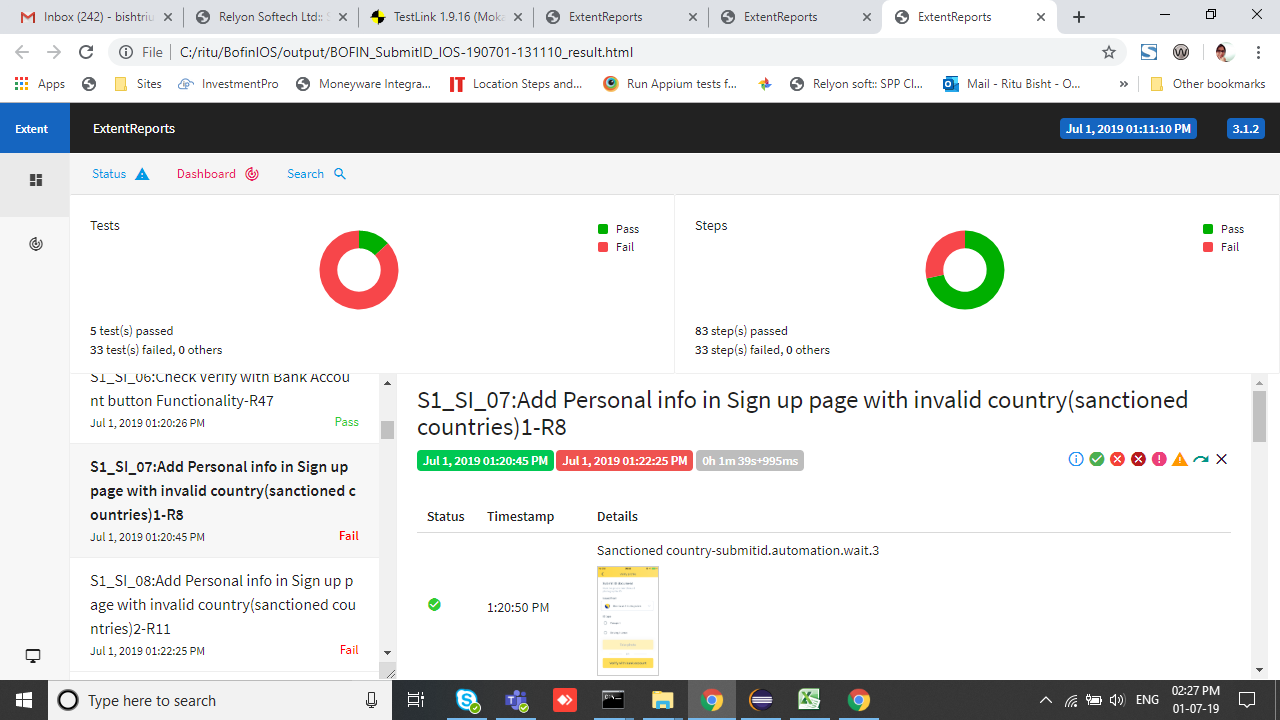 Inbox (242) - bishtriu
Relyon Softech Ltd:: S
TestLink 1.9.16 (Moka
ExtentReports
ExtentReports
ExtentReports
File
C:/ritu/BofinIOS/output/BOFIN_SubmitID_IOS-190701-131110_result.html
Apps
Sites
InvestmentPro
Moneyware Integra...
Location Steps and...
Run Appium tests f...
Relyon soft:: SPP Cl...
Mail - Ritu Bisht - O...
»
Other bookmarks
Extent
ExtentReports
Jul 1, 2019 01:11:10 PM
3.1.2
Status
Dashboard
Search
Tests
Pass
Fail
5 test(s) passed
33 test(s) failed, 0 others
Steps
Pass
Fail
83 step(s) passed
33 step(s) failed, 0 others
S1_SI_06:Check Verify with Bank Accou
nt button Functionality-R47
Jul 1, 2019 01:20:26 PM
Pass
S1_SI_07:Add Personal info in Sign up
page with invalid country(sanctioned c
ountries)1-R8
Jul 1, 2019 01:20:45 PM
Fail
S1_SI_08:Add Personal info in Sign up p
age with invalid country(sanctioned cou
ntries)2-R11
Jul 1, 2019 01:22:25 PM
Fail
S1_SI_07:Add Personal info in Sign up page with invalid country(sanctioned
countries)1-R8
Jul 1, 2019 01:20:45 PM
Jul 1, 2019 01:22:25 PM
0h 1m 39s+995ms
Status
Timestamp
Details
Sanctioned country-submitid.automation.wait.3
1:20:50 PM
Type here to search
ENG
02:27 PM
01-07-19